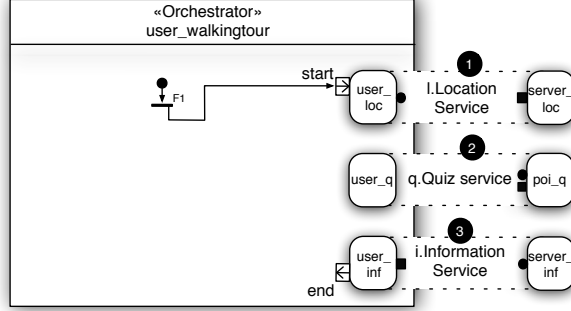 «Orchestrator»
user_walkingtour
start
F1
user_
loc
1
l.Location
Service
server_
loc
user_q
2
q.Quiz service
poi_q
user_
inf
3
i.Information
Service
server_
inf
end